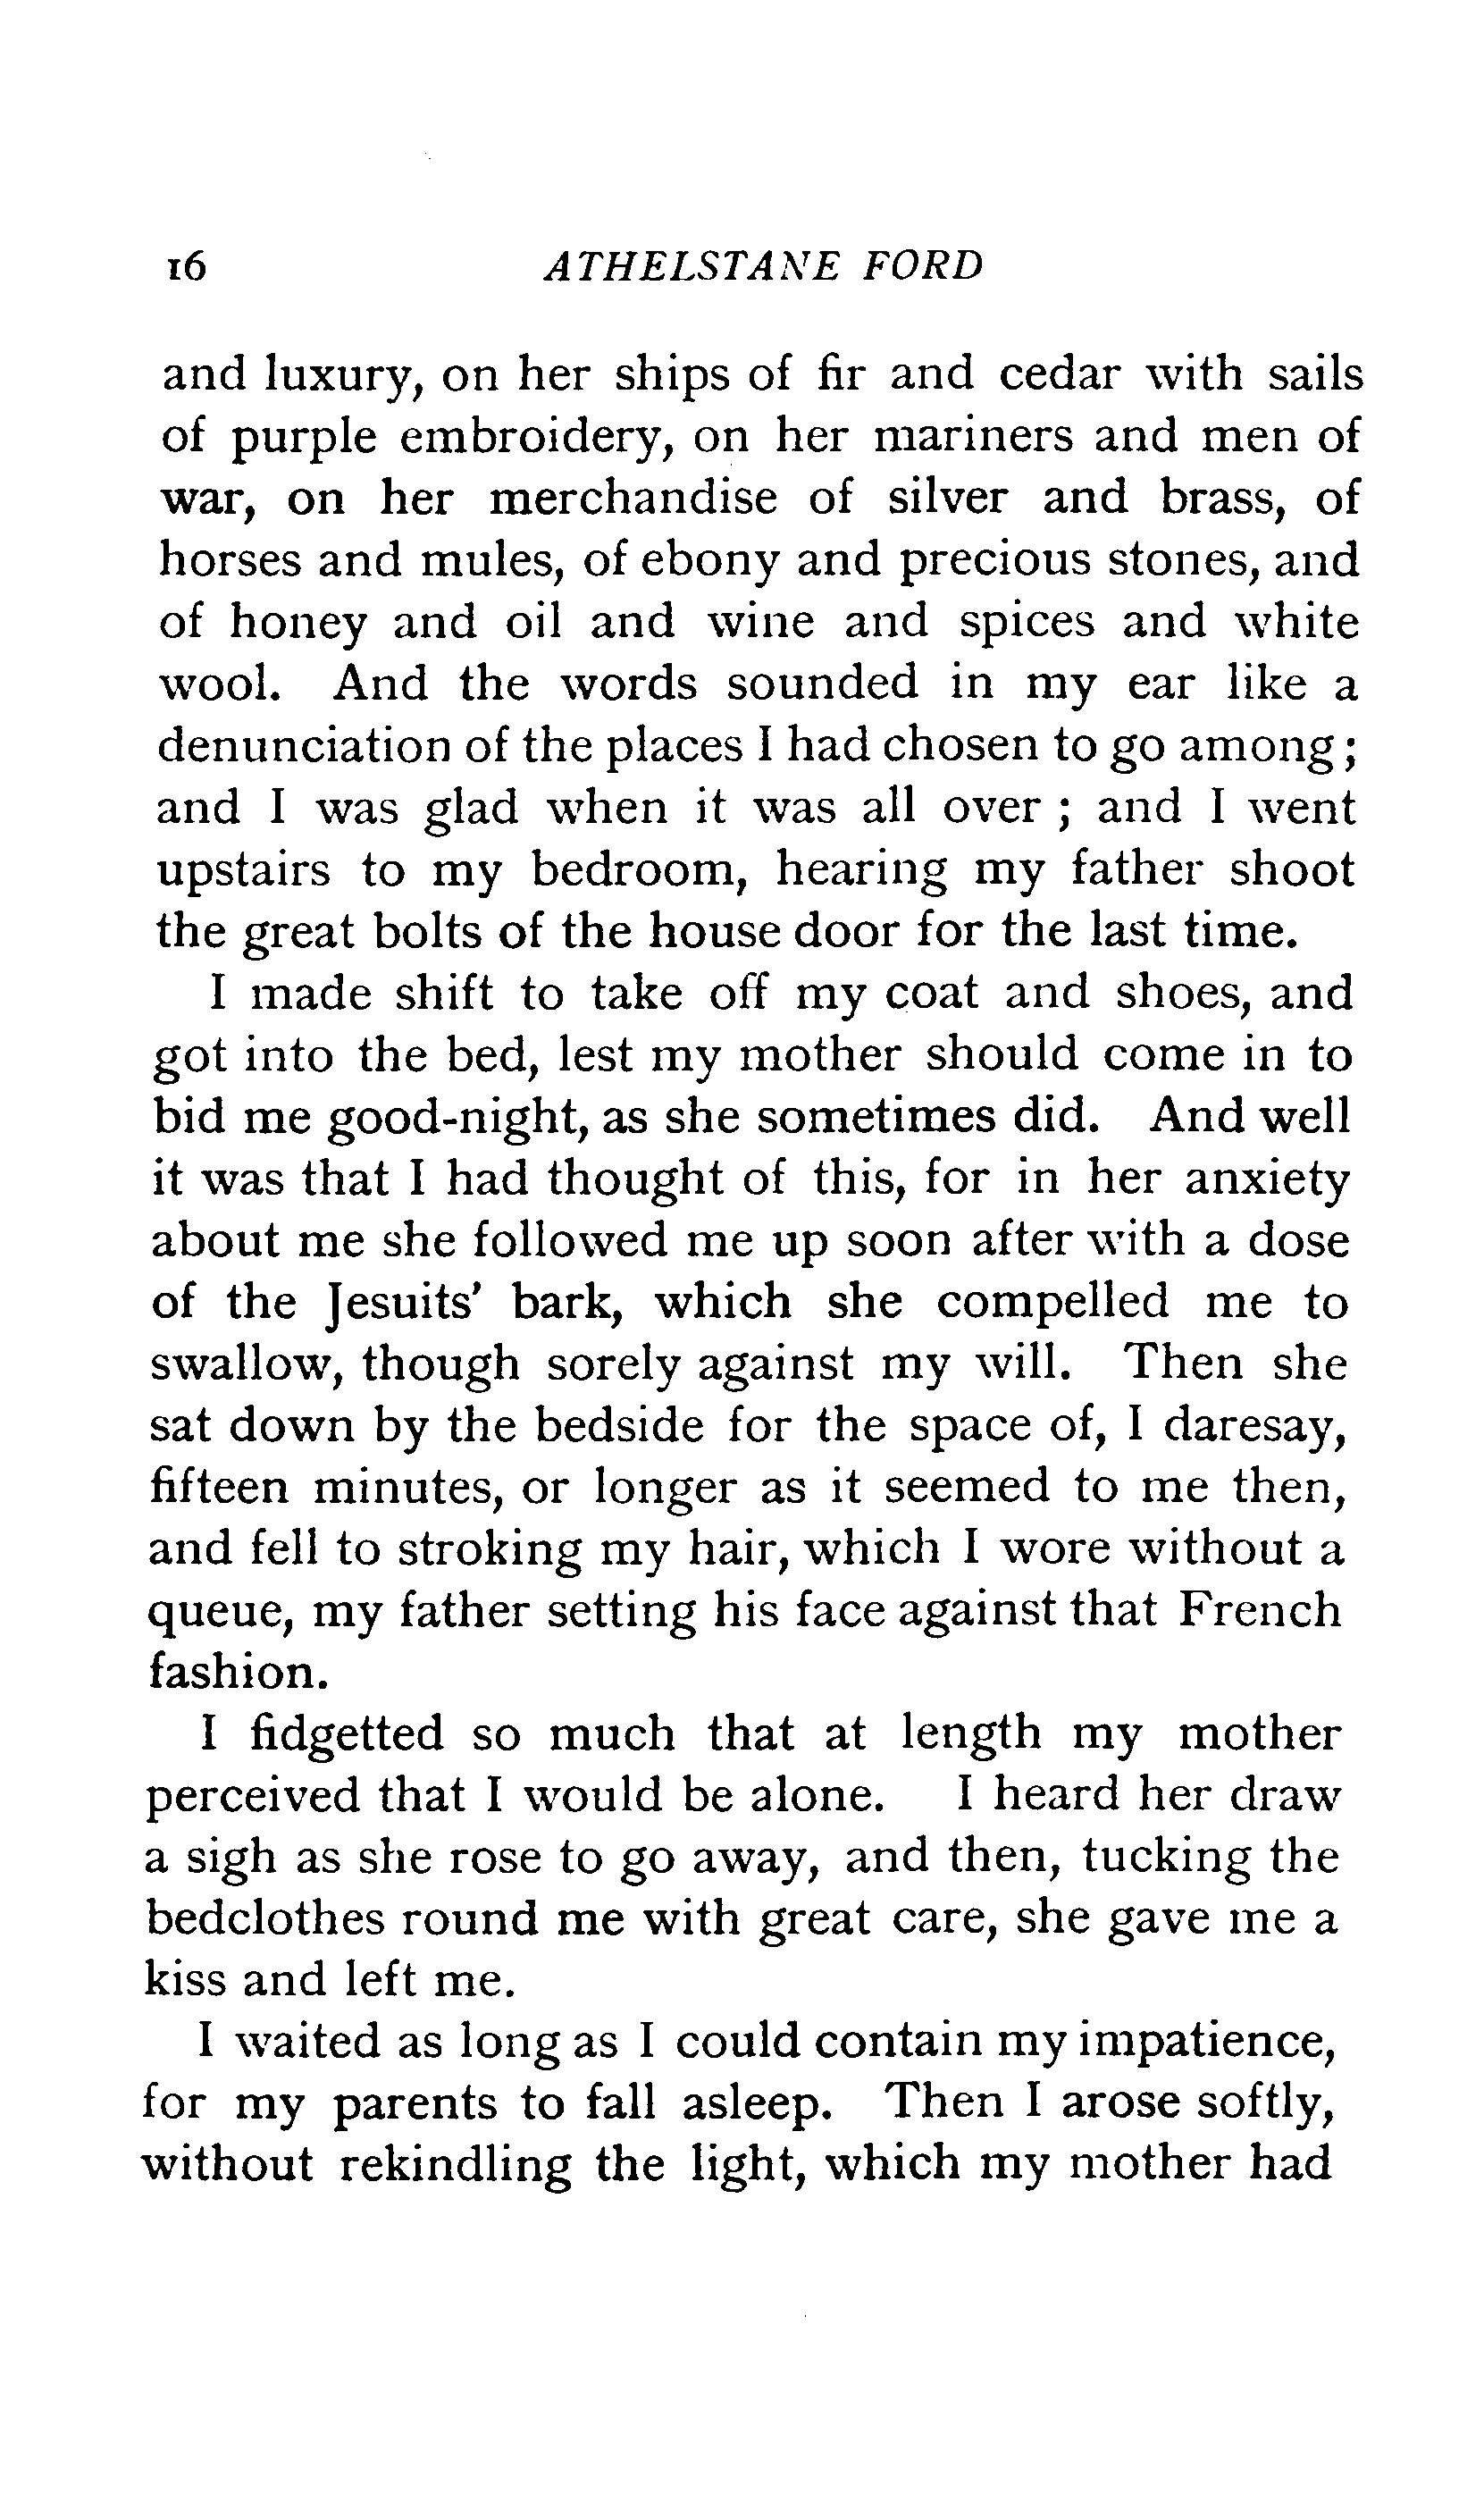 16 ATHELSTANE FORD
and luxury, on her ships of fir and cedar with sails
of purple embroidery, on her mariners and men of
war, on her merchandise of silver and brass, of
horses and mules, of ebony and precious stones, and
of honey and oil and wine and spices and white
wool. And the words sounded in my ear like a
denunciation of the places I had chosen to go among;
and I was glad when it was all over; and I went
upstairs to my bedroom, hearing my father shoot
the great bolts of the house door for the last time.
I made shift to take off my coat and shoes, and
got into the bed, lest my mother should come in to
bid me good-night, as she sometimes did. And well
it was that I had thought of this, for in her anxiety
about me she followed me up soon after with a dose
of the Jesuits' bark, which she compelled me to
swallow, though sorely against my will. Then she
sat down by the bedside for the space of, I daresay,
fifteen minutes, or longer as it seemed to me then,
and fell to stroking my hair, which I wore without a
queue, my father setting his face against that French
fashion.
I fidgetted so much that at length my mother
perceived that I would be alone. I heard her draw
a sigh as she rose to go away, and then, tucking the
bedclothes round me with great care, she gave me a
kiss and left me.
I waited as long as I could contain my impatience,
for my parents to fall asleep. Then I arose softly,
without rekindling the light, which my mother had